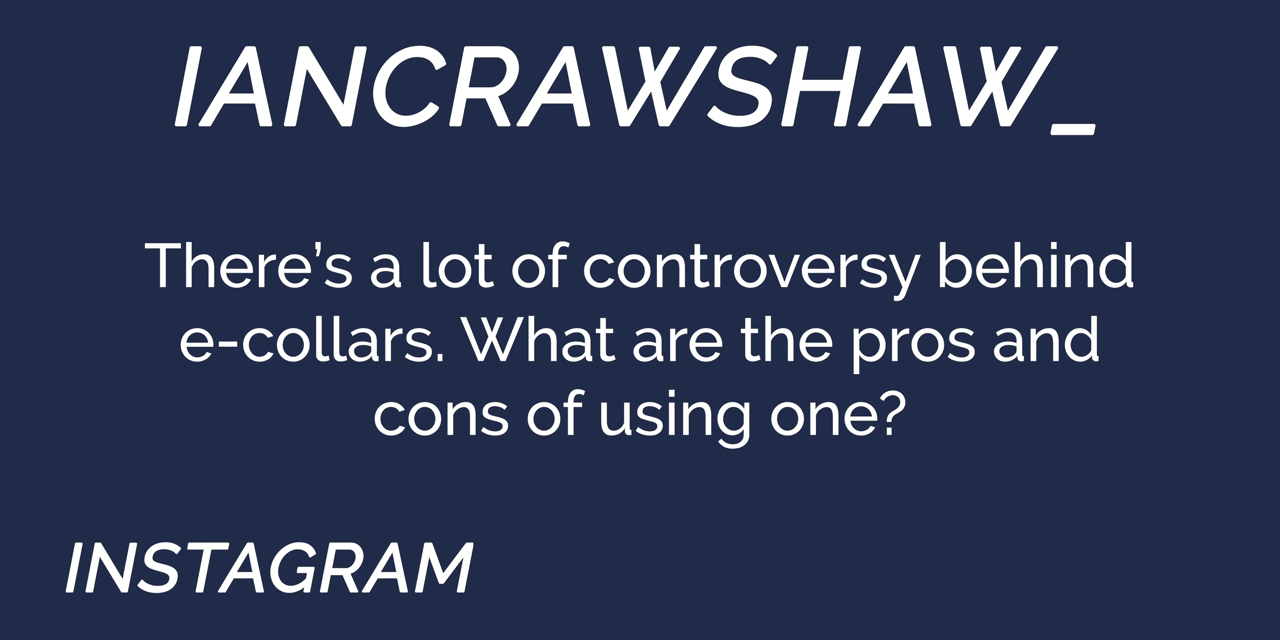 IANCRAWSHAW_
There’s a lot of controversy behind
e-collars. What are the pros and
cons of using one?
INSTAGRAM